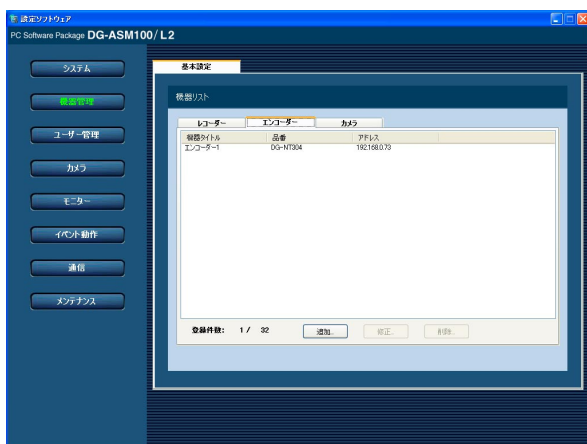 設定ソフトウェア
PC Software Package DG-ASM100/L2
システム
機器管理
ユーザー管理
カメラ
モニター
イベント動作
通信
メンテナンス
基本設定
機器リスト
レコーダー エンコーダー カメラ
機器タイトル 品番 アドレス
エンコーダー1 DG-NT304 192.168.0.73
登録件数: 1 / 32 追加... 修正... 削除...